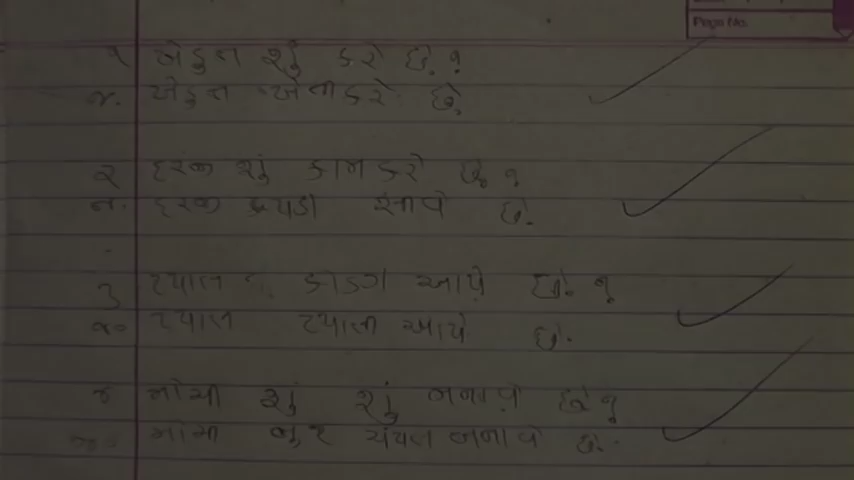 Page No.
૧ ખેડુત શું કરે છે?
જ. ખેડુત ખેતી કરે છે.
૨ દરજી શું કામ કરે છે?
જ. દરજી કપડાં સીવે છે.
૩ ટપાલ કોણ આપે છે?
જ. ટપાલ ટપાલી આપે છે.
૪ મોચી શું શું બનાવે છે?
મોચી બુટ ચંપલ બનાવે છે.